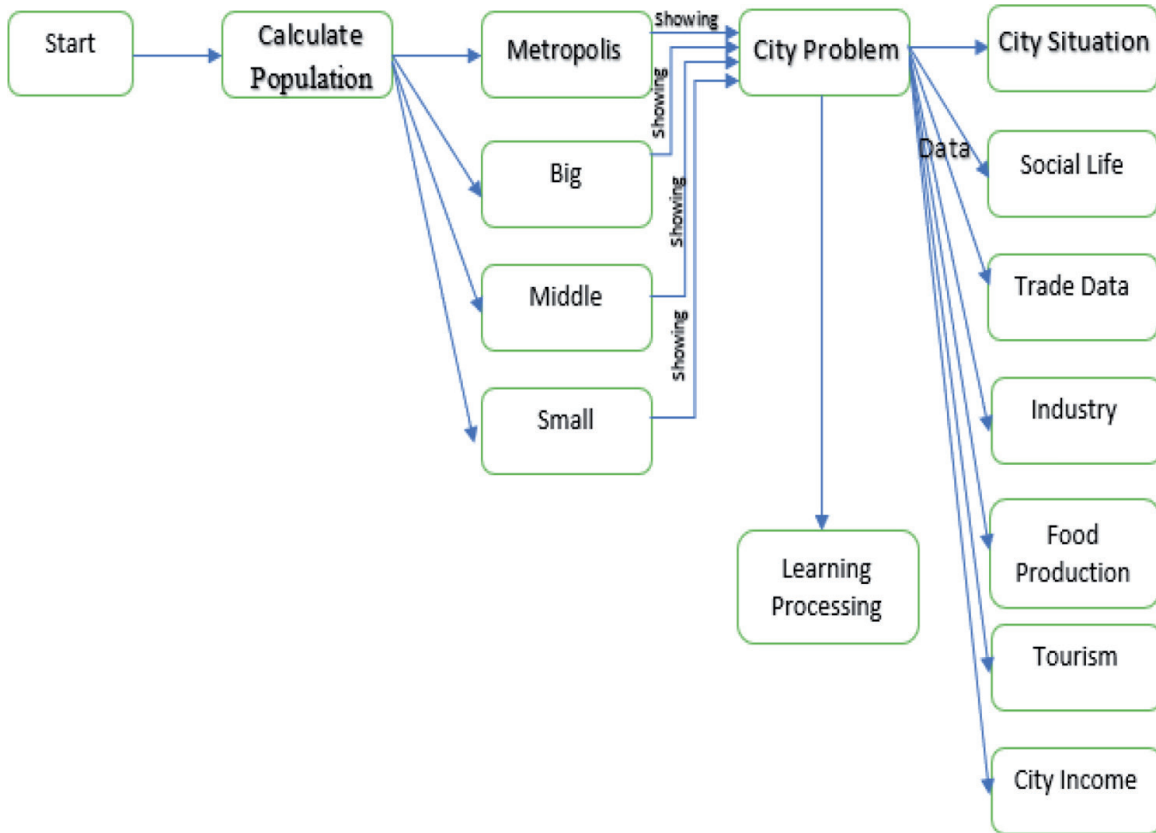 Start
Calculate
Population
Metropolis
Big
Middle
Small
Showing
Showing
Showing
Showing
City Problem
Learning
Processing
Data
City Situation
Social Life
Trade Data
Industry
Food
Production
Tourism
City Income